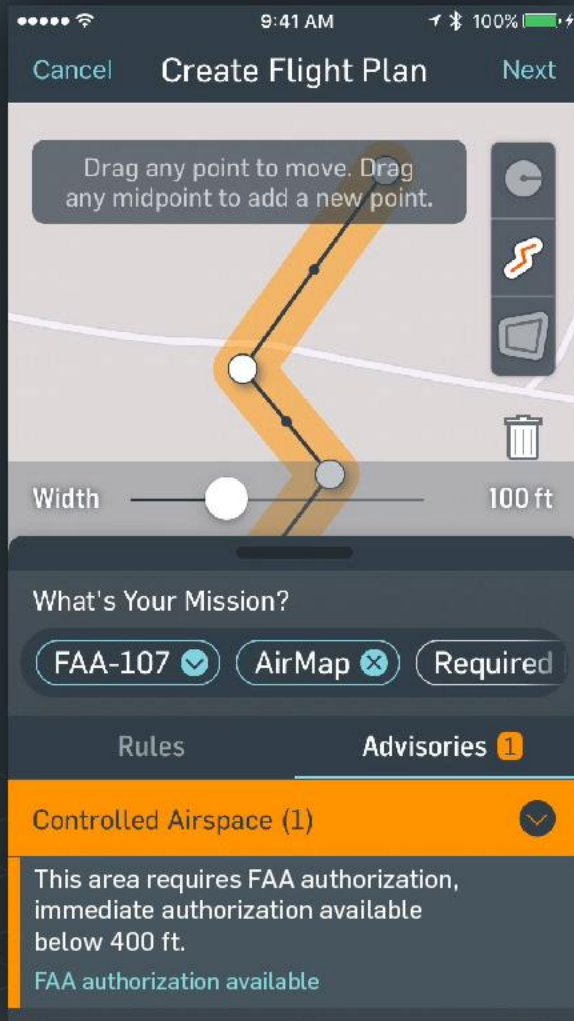 9:41 AM 100%
Cancel Create Flight Plan Next
Drag any point to move. Drag
any midpoint to add a new point.
Width 100 ft
What's Your Mission?
FAA-107 AirMap Required
Rules Advisories 1
Controlled Airspace (1)
This area requires FAA authorization,
immediate authorization available
below 400 ft.
FAA authorization available